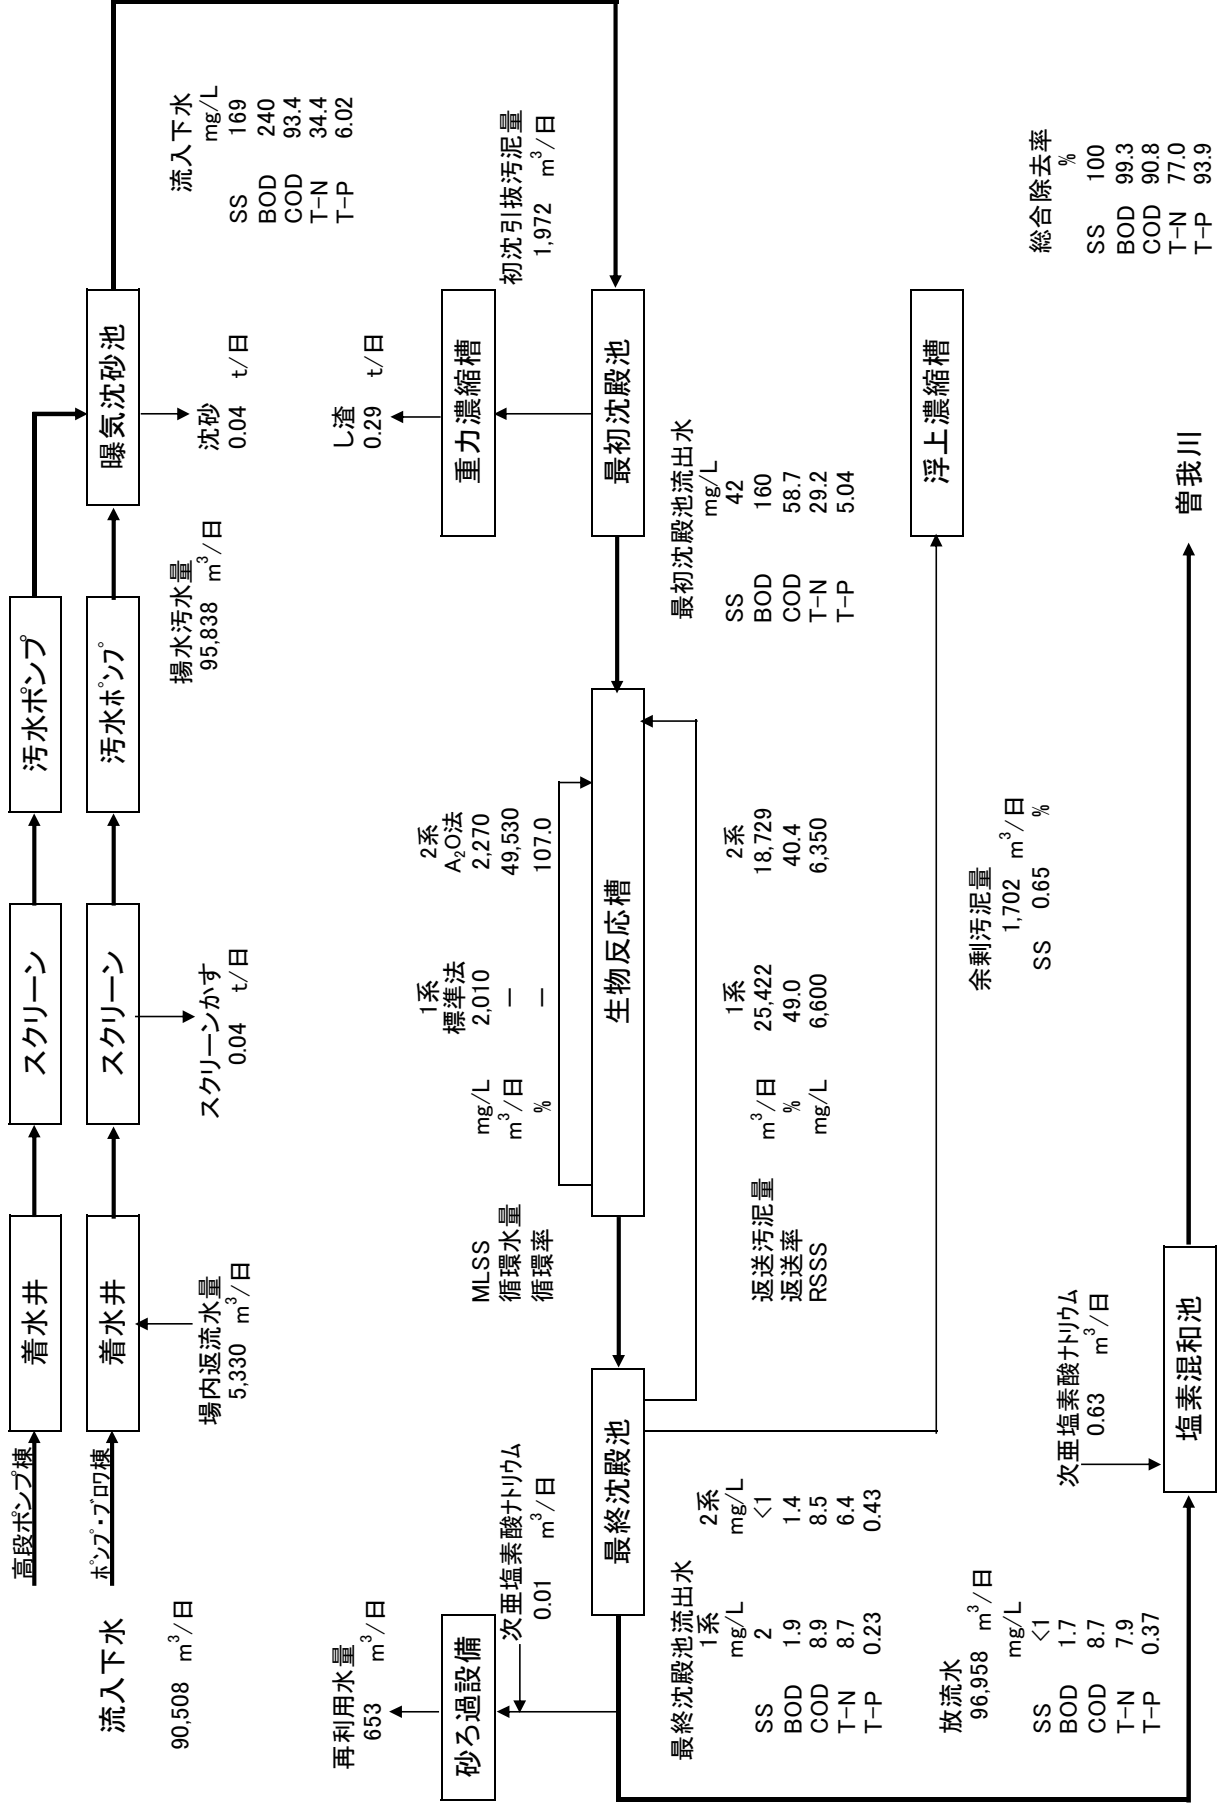 高段ポンプ棟
着水井
スクリーン
汚水ポンプ
ポンプ・ブロワ棟
着水井
スクリーン
汚水ポンプ
曝気沈砂池
流入下水
90,508 m³/日
場内返流水量
5,330 m³/日
スクリーンかす
0.04 t/日
揚水汚水量
95,838 m³/日
沈砂
0.04 t/日
流入下水
mg/L
SS 169
BOD 240
COD 93.4
T-N 34.4
T-P 6.02
再利用水量
653 m³/日
砂ろ過設備
次亜塩素酸ナトリウム
0.01 m³/日
1系 2系
標準法 A₂O法
MLSS mg/L 2,010 2,270
循環水量 m³/日 － 49,530
循環率 % － 107.0
し渣
0.29 t/日
重力濃縮槽
初沈引抜汚泥量
1,972 m³/日
最終沈殿池
生物反応槽
最初沈殿池
最終沈殿池流出水
1系 2系
mg/L mg/L
SS 2 <1
BOD 1.9 1.4
COD 8.9 8.5
T-N 8.7 6.4
T-P 0.23 0.43
1系 2系
返送汚泥量 m³/日 25,422 18,729
返送率 % 49.0 40.4
RSSS mg/L 6,600 6,350
最初沈殿池流出水
mg/L
SS 42
BOD 160
COD 58.7
T-N 29.2
T-P 5.04
浮上濃縮槽
放流水
96,958 m³/日
mg/L
SS <1
BOD 1.7
COD 8.7
T-N 7.9
T-P 0.37
余剰汚泥量
1,702 m³/日
SS 0.65 %
総合除去率
%
SS 100
BOD 99.3
COD 90.8
T-N 77.0
T-P 93.9
次亜塩素酸ナトリウム
0.63 m³/日
塩素混和池
曽我川